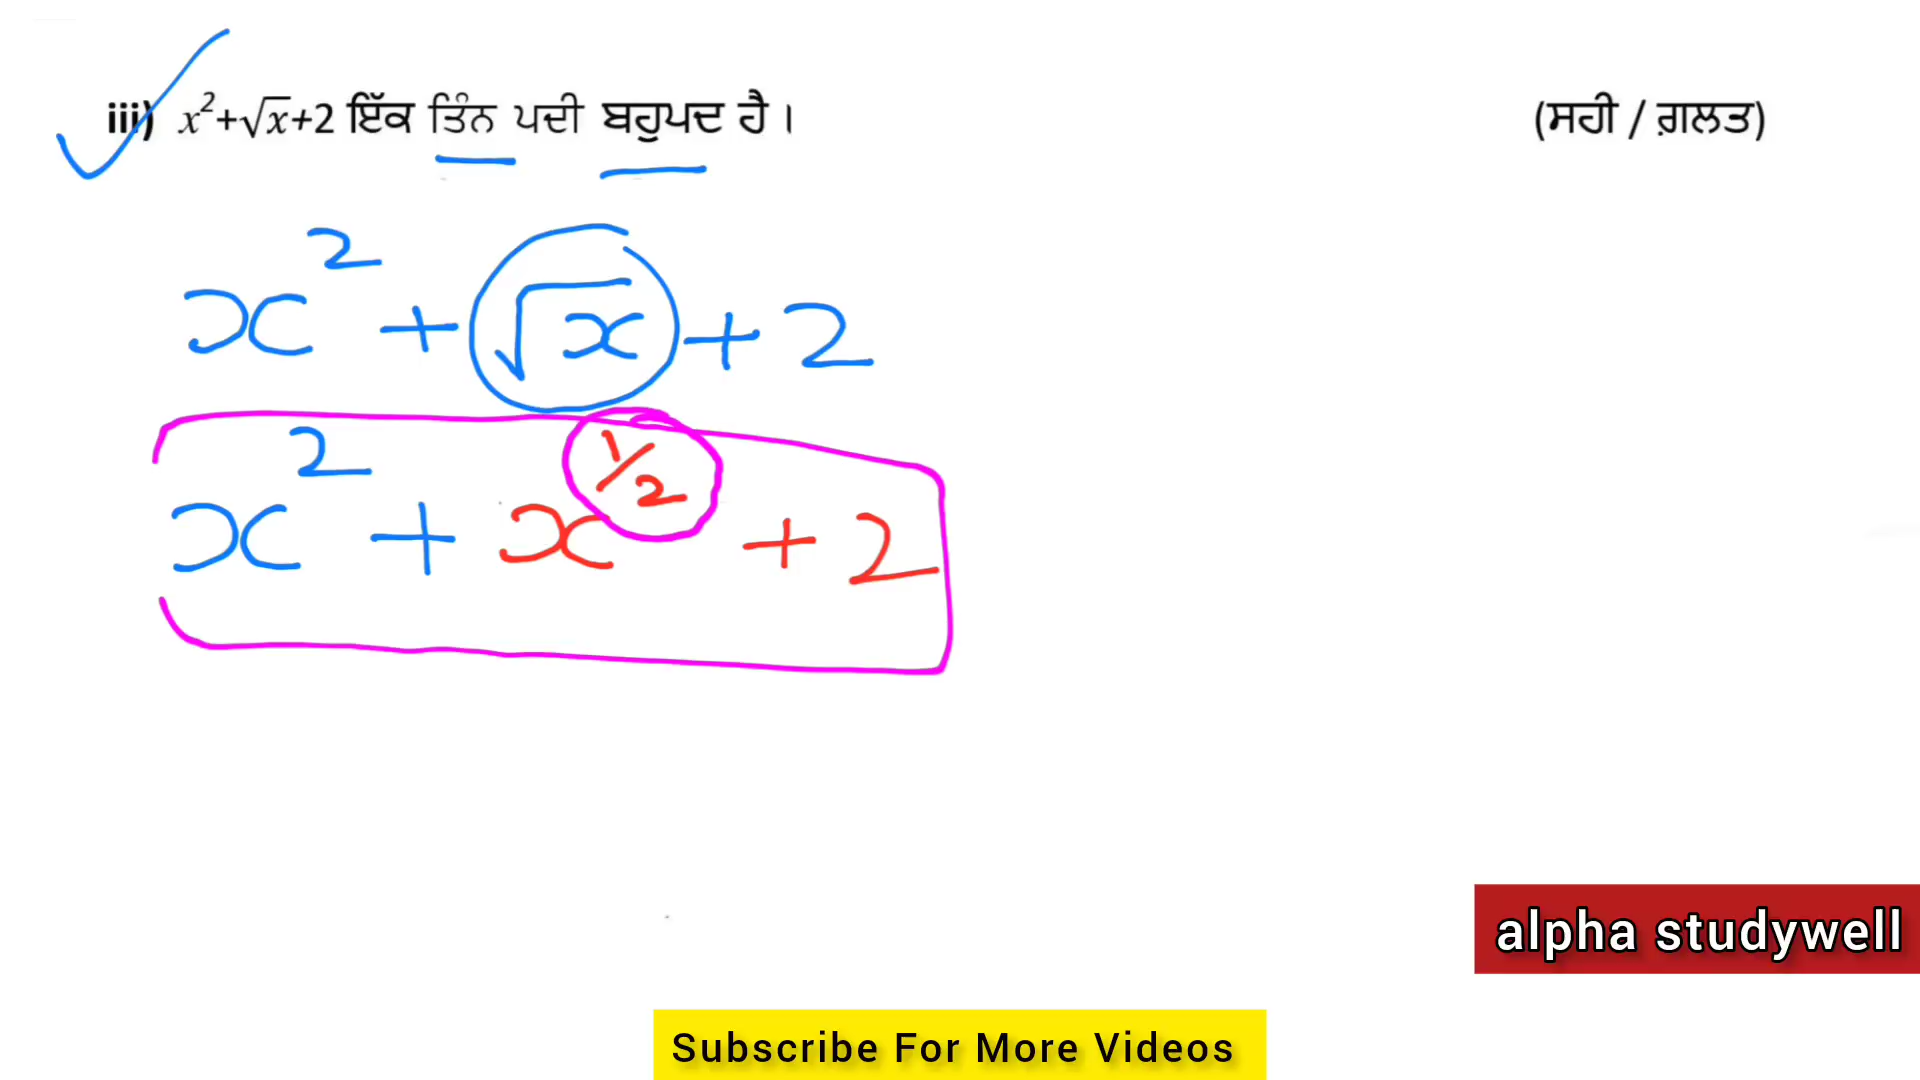 iii) x²+√x+2 ਇੱਕ ਤਿੰਨ ਪਦੀ ਬਹੁਪਦ ਹੈ। (ਸਹੀ / ਗ਼ਲਤ)
x² + √x + 2
x² + x^1/2 + 2
alpha studywell
Subscribe For More Videos